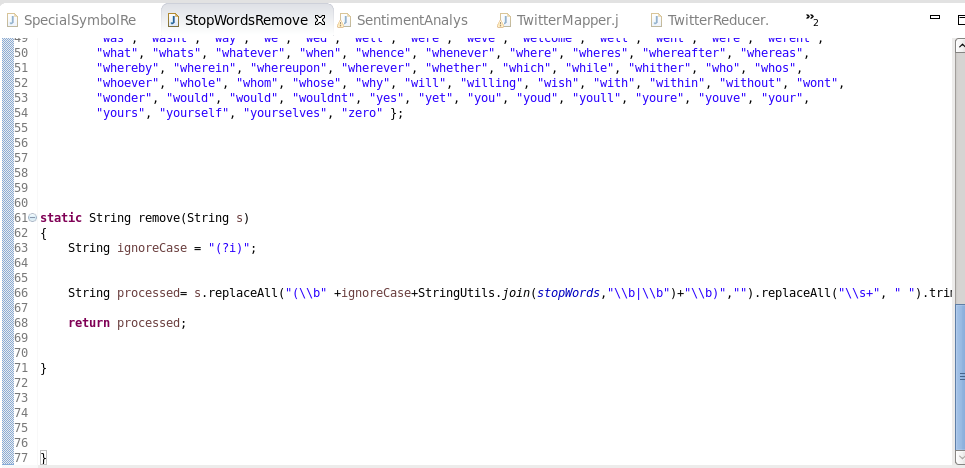 SpecialSymbolRe StopWordsRemove SentimentAnalys TwitterMapper.j TwitterReducer. »2
49 "was", "wasnt", "way", "we", "wed", "well", "were", "weve", "welcome", "well", "went", "were", "werent",
50 "what", "whats", "whatever", "when", "whence", "whenever", "where", "wheres", "whereafter", "whereas",
51 "whereby", "wherein", "whereupon", "wherever", "whether", "which", "while", "whither", "who", "whos",
52 "whoever", "whole", "whom", "whose", "why", "will", "willing", "wish", "with", "within", "without", "wont",
53 "wonder", "would", "would", "wouldnt", "yes", "yet", "you", "youd", "youll", "youre", "youve", "your",
54 "yours", "yourself", "yourselves", "zero" };
55
56
57
58
59
60
61 static String remove(String s)
62 {
63 String ignoreCase = "(?i)";
64
65
66 String processed= s.replaceAll("(\\b" +ignoreCase+StringUtils.join(stopWords,"\\b|\\b")+"\\b)","").replaceAll("\\s+", " ").trim
67
68 return processed;
69
70
71 }
72
73
74
75
76
77 }